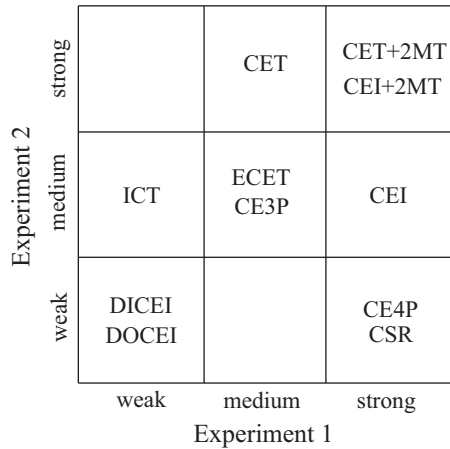 Experiment 2
strong
medium
weak
CET
CET+2MT
CEI+2MT
ICT
ECET
CE3P
CEI
DICEI
DOCEI
CE4P
CSR
weak
medium
strong
Experiment 1